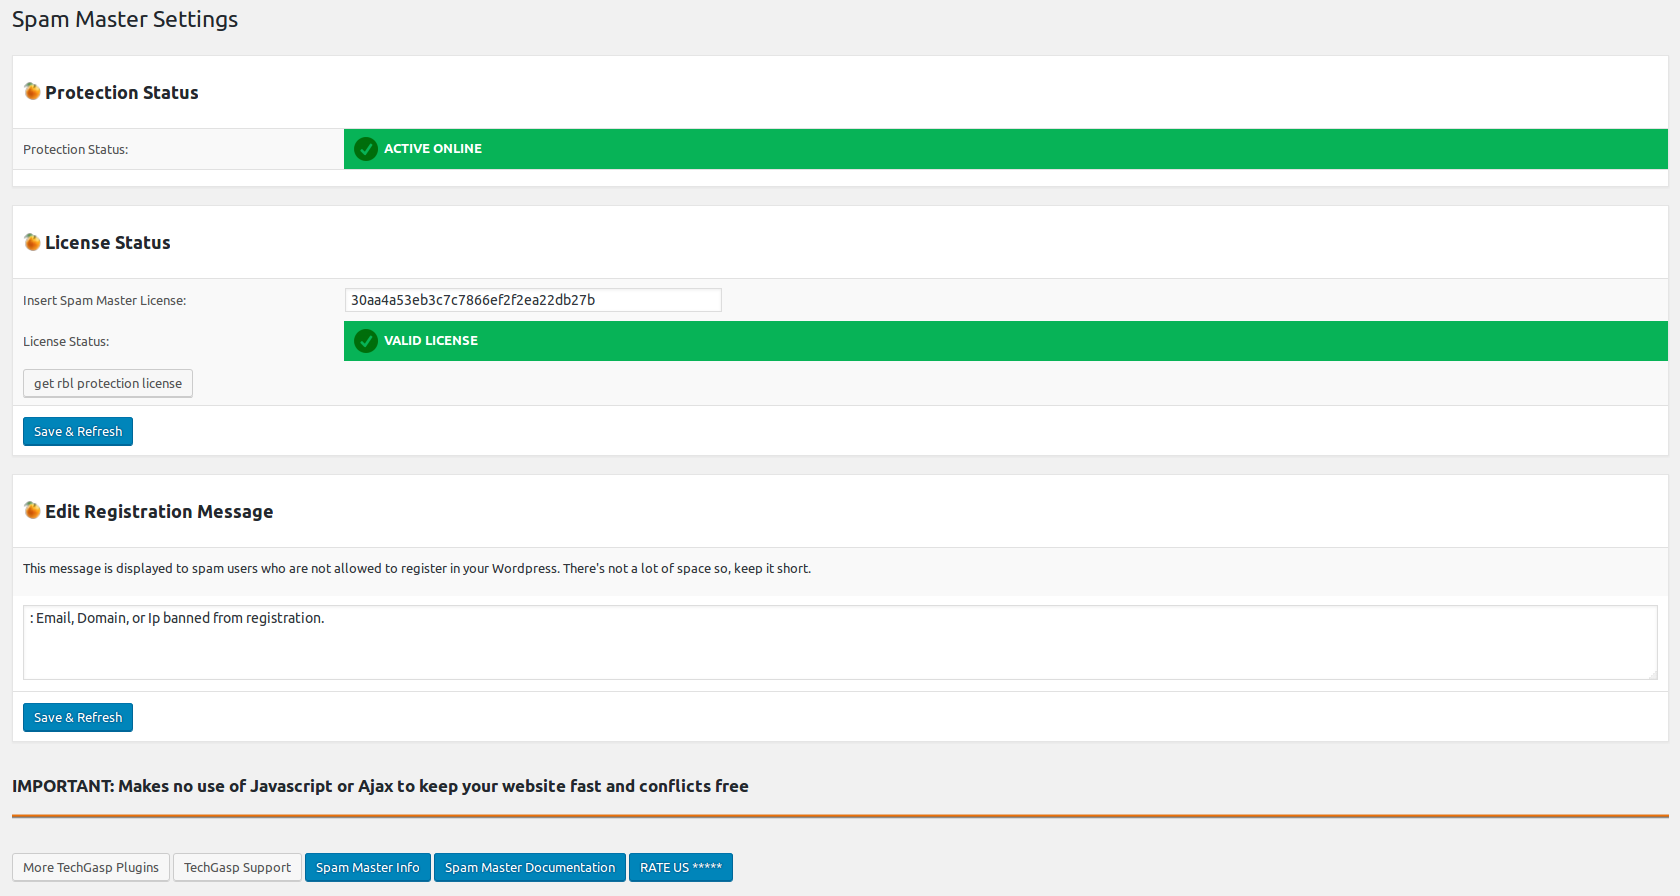 Spam Master Settings
Protection Status
Protection Status:
ACTIVE ONLINE
License Status
Insert Spam Master License:
30aa4a53eb3c7c7866ef2f2ea22db27b
License Status:
VALID LICENSE
get rbl protection license
Save & Refresh
Edit Registration Message
This message is displayed to spam users who are not allowed to register in your Wordpress. There's not a lot of space so, keep it short.
: Email, Domain, or Ip banned from registration.
Save & Refresh
IMPORTANT: Makes no use of Javascript or Ajax to keep your website fast and conflicts free
More TechGasp Plugins TechGasp Support Spam Master Info Spam Master Documentation RATE US *****